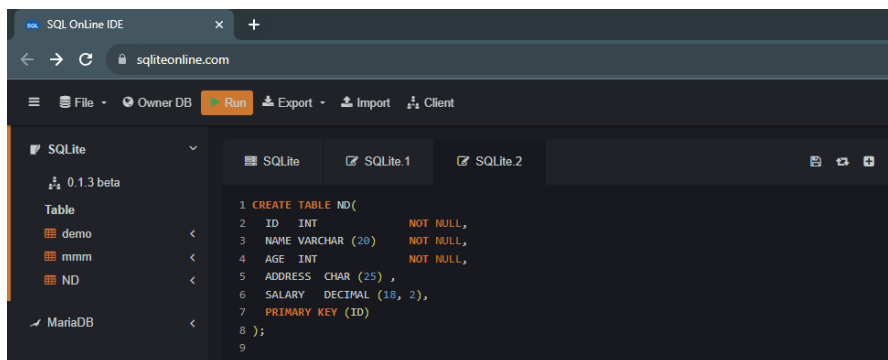 SQL SQL OnLine IDE × +
sqliteonline.com
File Owner DB Run Export Import Client
SQLite
0.1.3 beta
Table
demo
mmm
ND
MariaDB
SQLite SQLite.1 SQLite.2
1 CREATE TABLE ND(
2 ID INT NOT NULL,
3 NAME VARCHAR (20) NOT NULL,
4 AGE INT NOT NULL,
5 ADDRESS CHAR (25) ,
6 SALARY DECIMAL (18, 2),
7 PRIMARY KEY (ID)
8 );
9